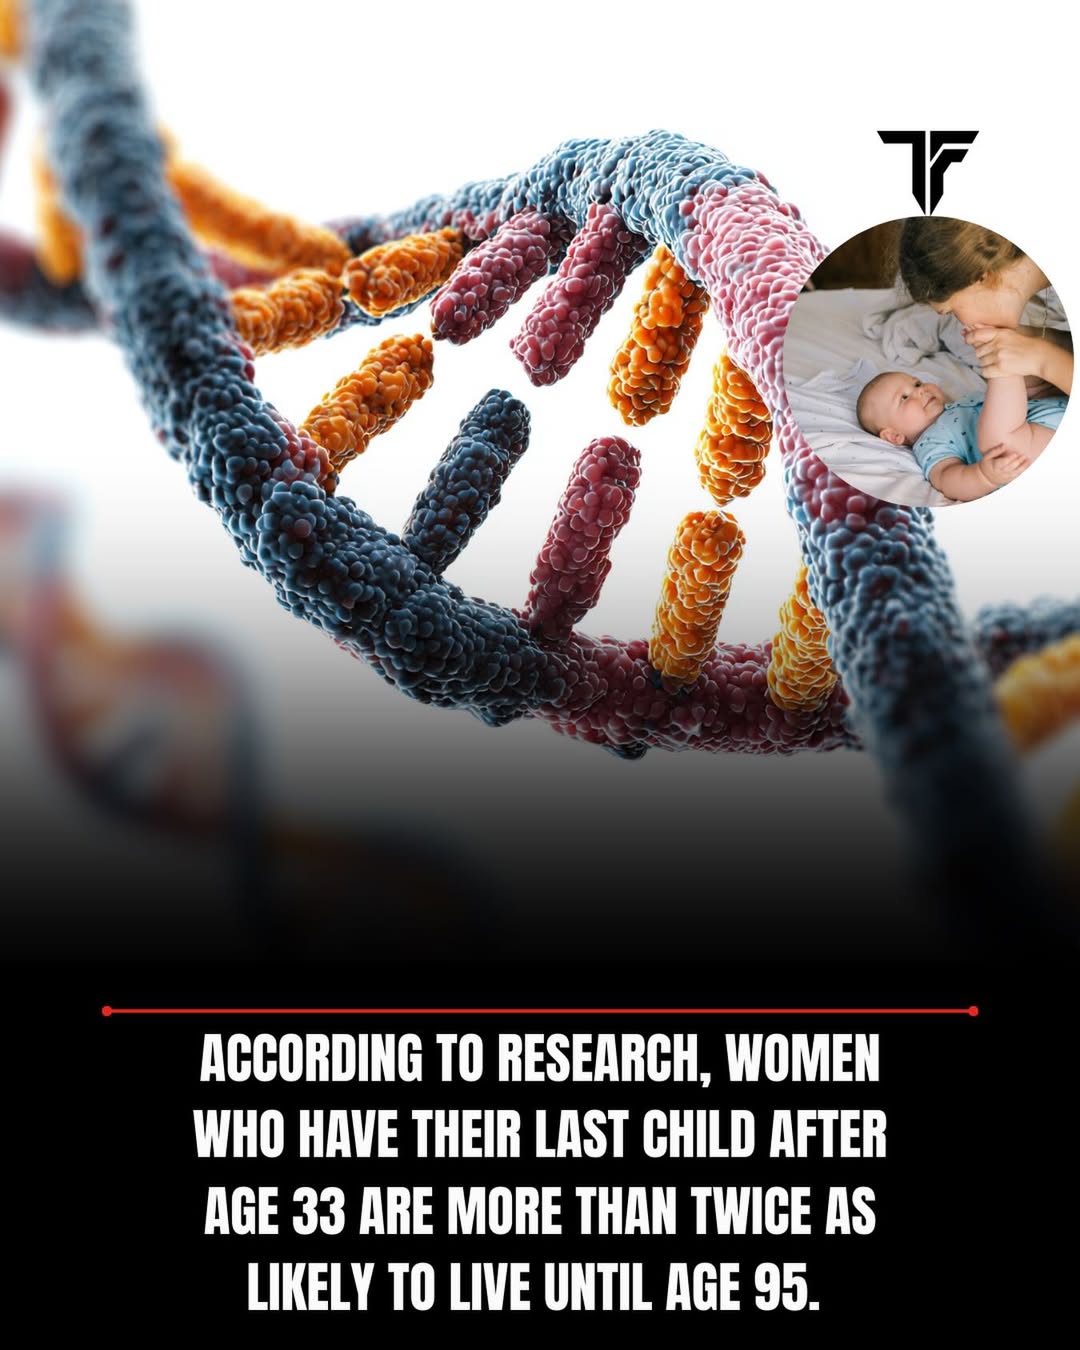 TF
ACCORDING TO RESEARCH, WOMEN
WHO HAVE THEIR LAST CHILD AFTER
AGE 33 ARE MORE THAN TWICE AS
LIKELY TO LIVE UNTIL AGE 95.